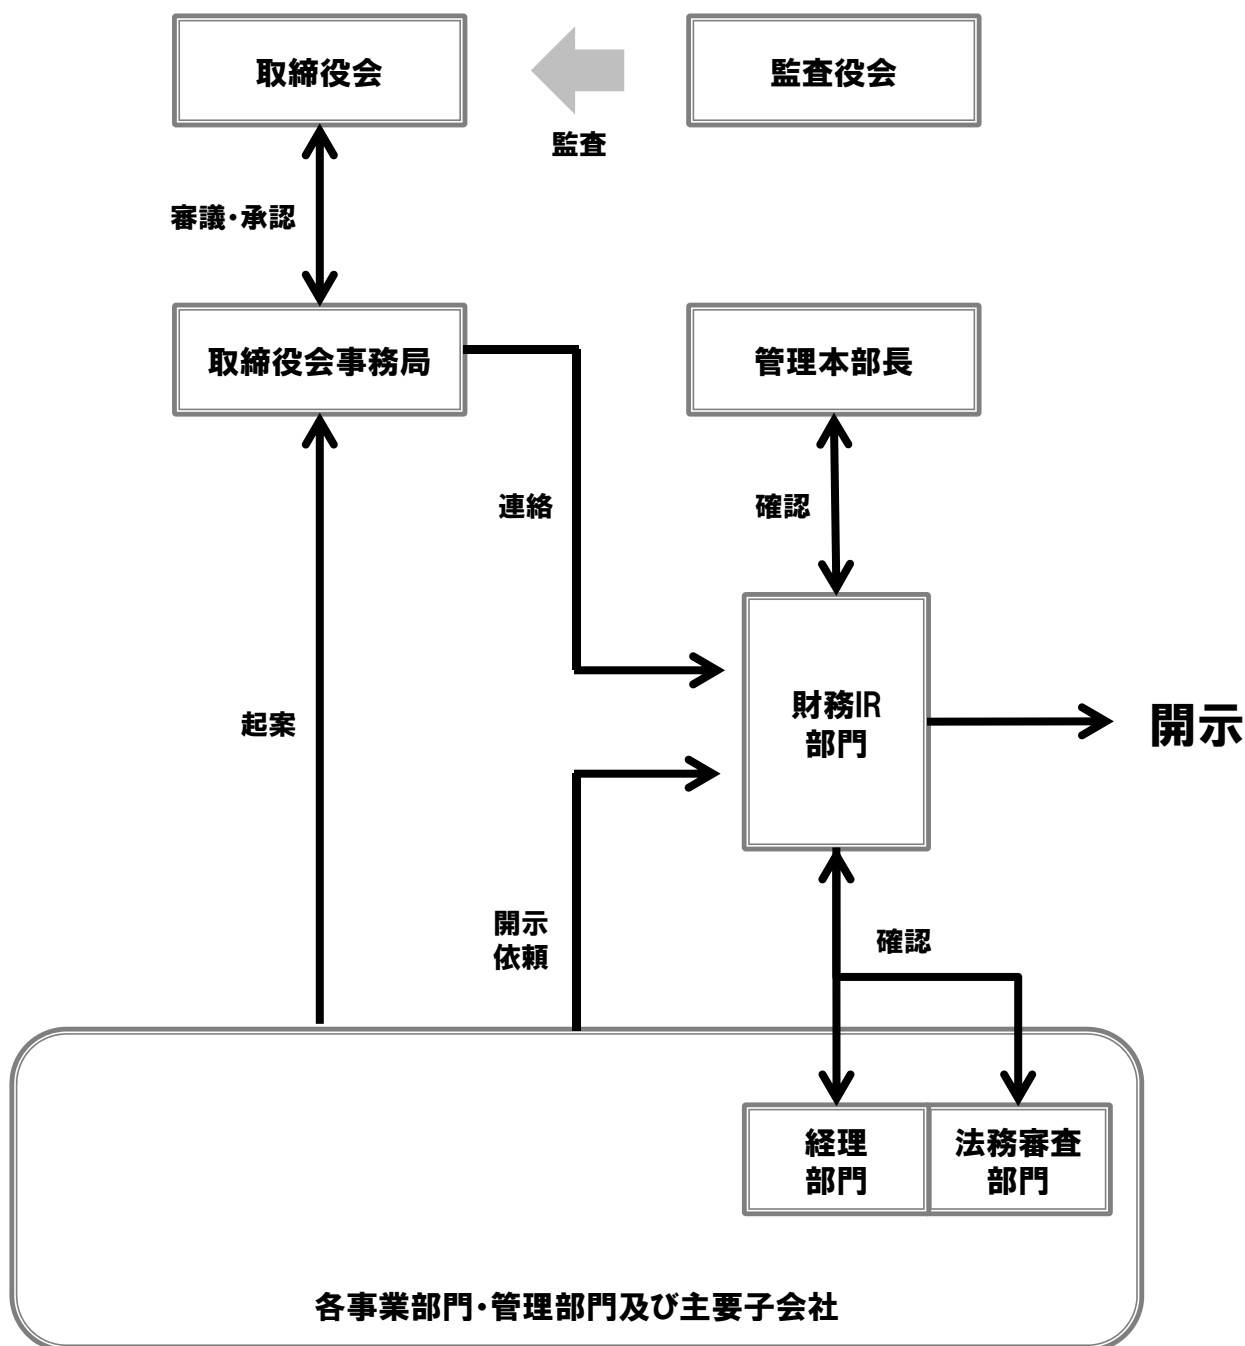 取締役会
監査役会
監査
審議・承認
取締役会事務局
管理本部長
連絡
確認
財務IR
部門
開示
起案
開示
依頼
確認
経理
部門
法務審査
部門
各事業部門・管理部門及び主要子会社